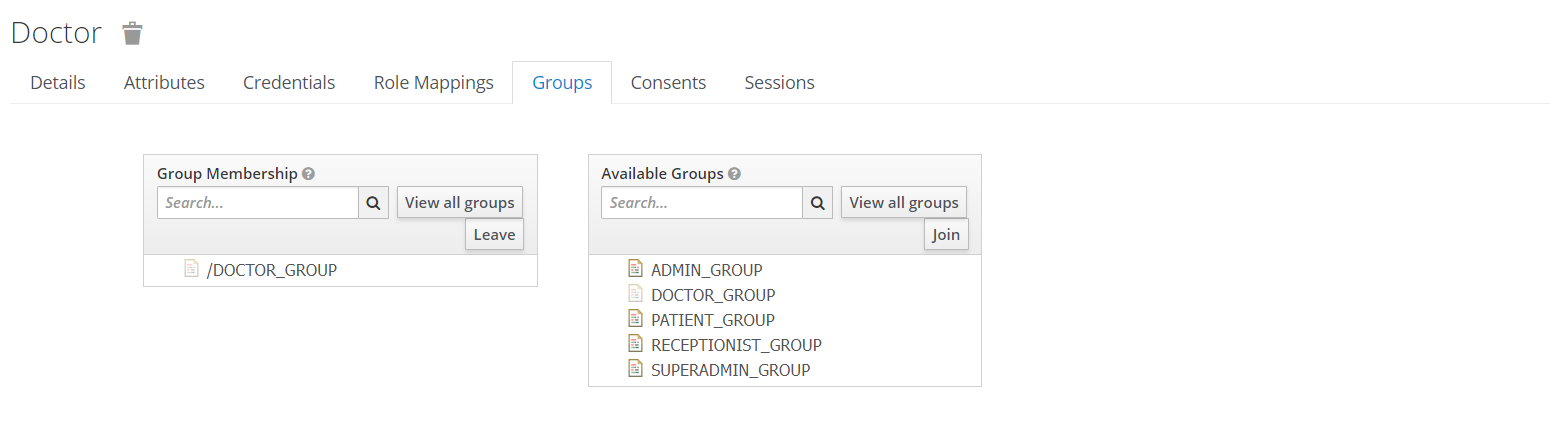 Doctor
Details Attributes Credentials Role Mappings Groups Consents Sessions
Group Membership ?
Search... View all groups
Leave
/DOCTOR_GROUP
Available Groups ?
Search... View all groups
Join
ADMIN_GROUP
DOCTOR_GROUP
PATIENT_GROUP
RECEPTIONIST_GROUP
SUPERADMIN_GROUP